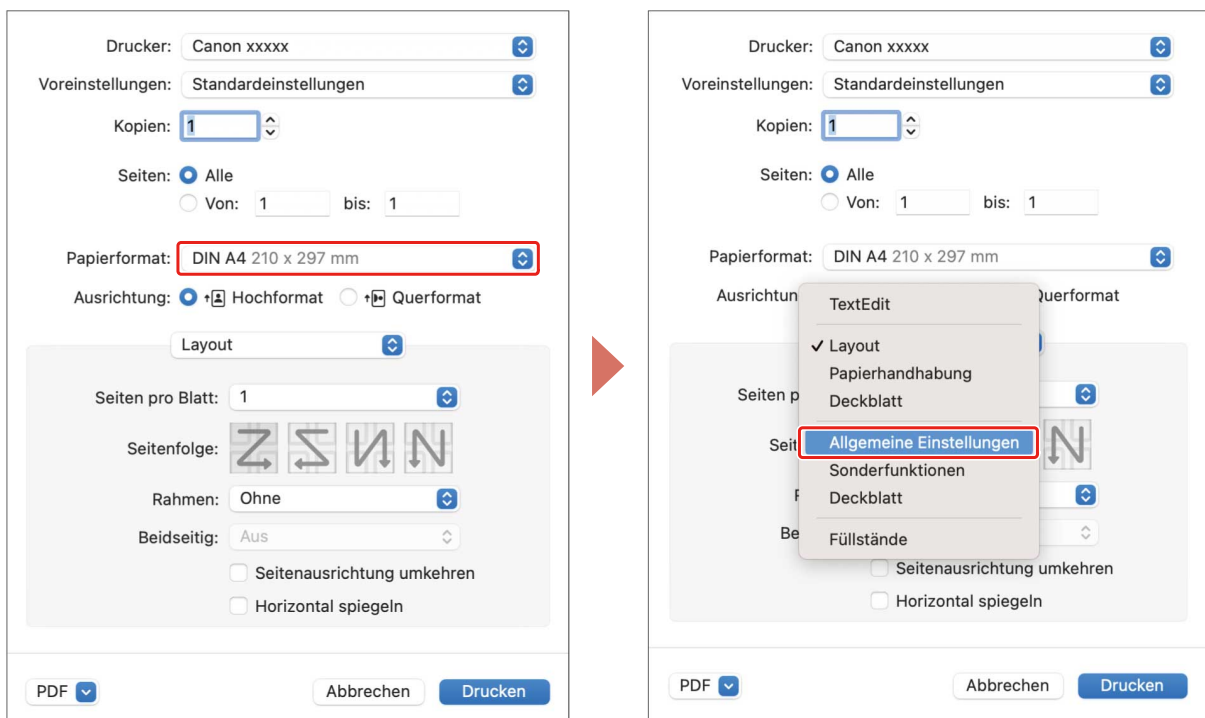 Drucker: Canon xxxxx
Voreinstellungen: Standardeinstellungen
Kopien: 1
Seiten: Alle
Von: 1 bis: 1
Papierformat: DIN A4 210 x 297 mm
Ausrichtung: Hochformat Querformat
Layout
Seiten pro Blatt: 1
Seitenfolge:
Rahmen: Ohne
Beidseitig: Aus
Seitenausrichtung umkehren
Horizontal spiegeln
PDF Abbrechen Drucken
Drucker: Canon xxxxx
Voreinstellungen: Standardeinstellungen
Kopien: 1
Seiten: Alle
Von: 1 bis: 1
Papierformat: DIN A4 210 x 297 mm
Ausrichtun Querformat
TextEdit
Layout
Papierhandhabung
Seiten p
Deckblatt
Seit
Allgemeine Einstellungen
Sonderfunktionen
Deckblatt
Be
Füllstände
Seitenausrichtung umkehren
Horizontal spiegeln
PDF Abbrechen Drucken